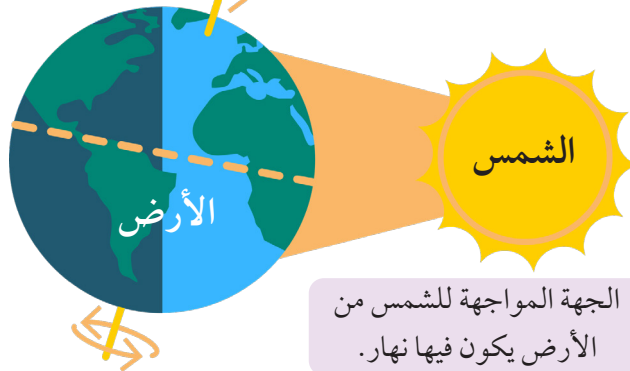 الشمس
الأرض
الجهة المواجهة للشمس من
الأرض يكون فيها نهار.